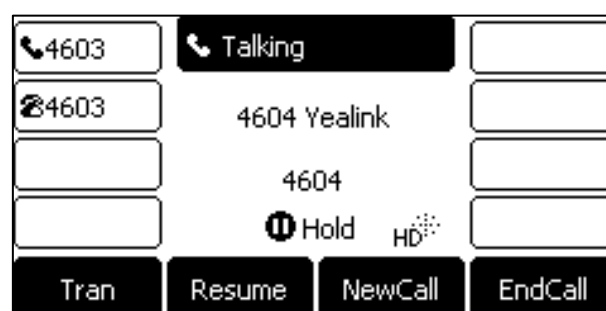 4603
Talking
4603
4604 Yealink
4604
Hold HD
Tran Resume NewCall EndCall